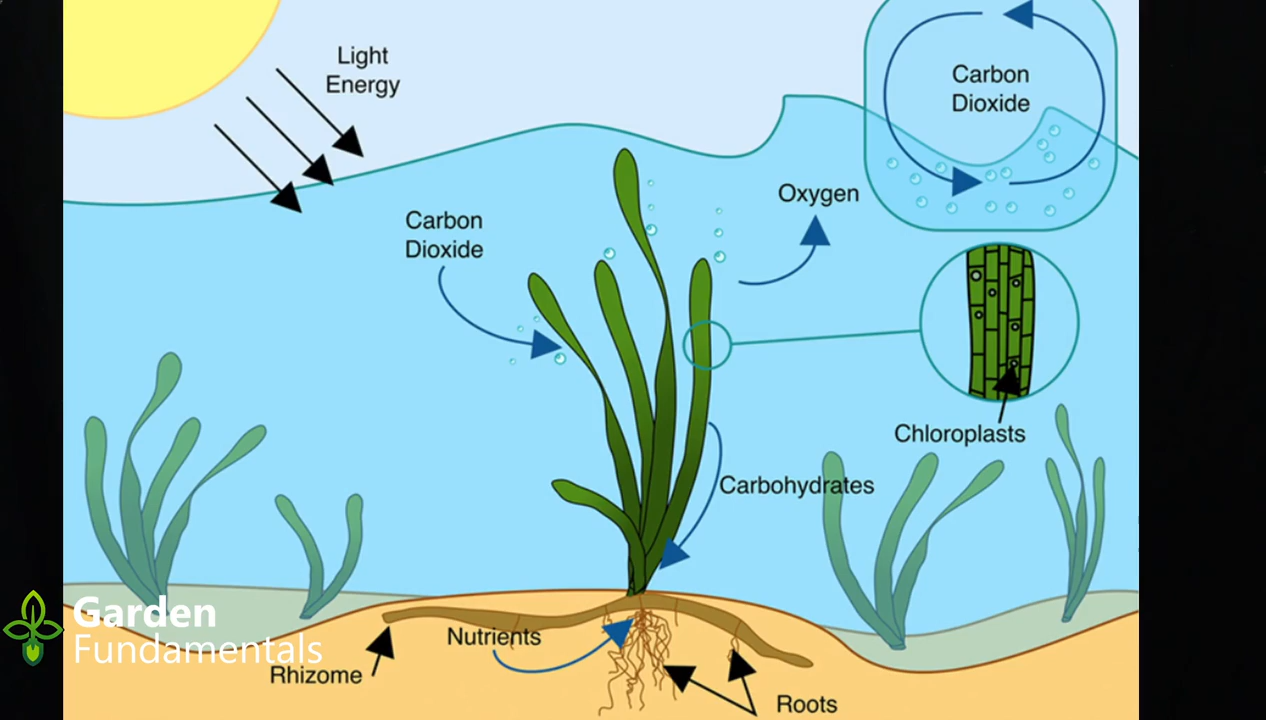 Light
Energy
Carbon
Dioxide
Carbon
Dioxide
Oxygen
Chloroplasts
Carbohydrates
Garden
Fundamentals
Nutrients
Rhizome
Roots